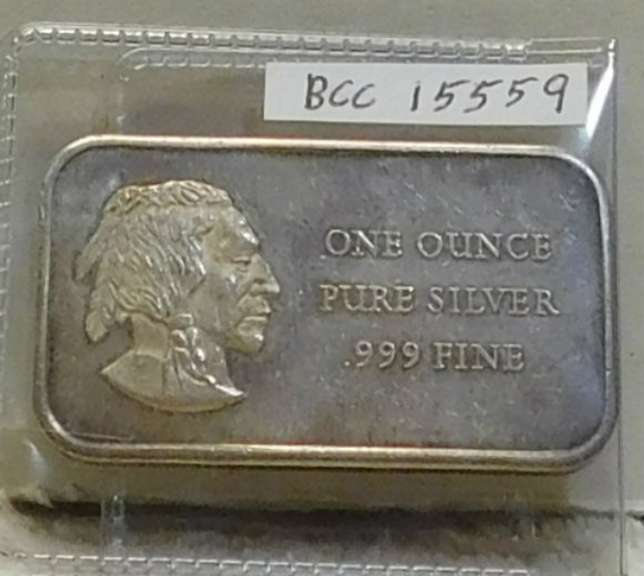 BCC 15559
ONE OUNCE
PURE SILVER
.999 FINE